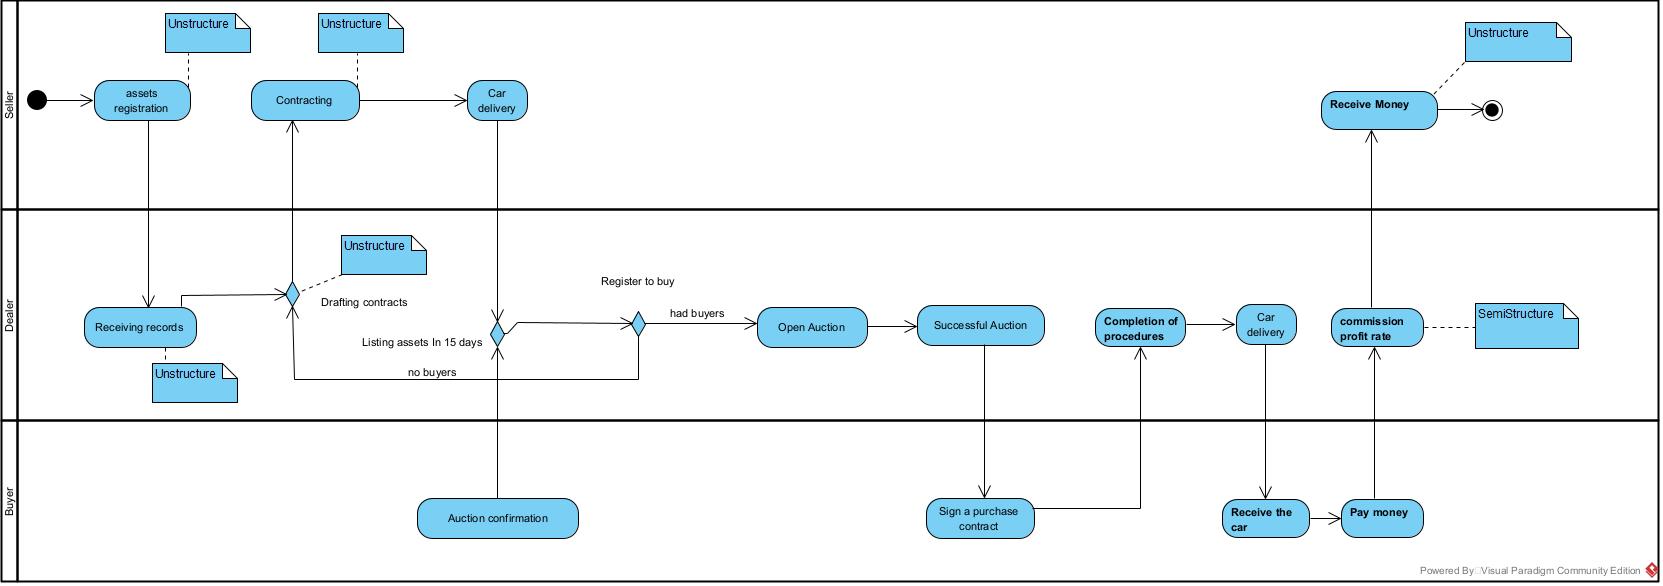 Seller
Unstructure
Unstructure
Unstructure
assets
registration
Contracting
Car
delivery
Receive Money
Dealer
Unstructure
Register to buy
Drafting contracts
Receiving records
Listing assets In 15 days
had buyers
no buyers
Open Auction
Successful Auction
Completion of
procedures
Car
delivery
commission
profit rate
SemiStructure
Unstructure
Buyer
Auction confirmation
Sign a purchase
contract
Receive the
car
Pay money
Powered By Visual Paradigm Community Edition